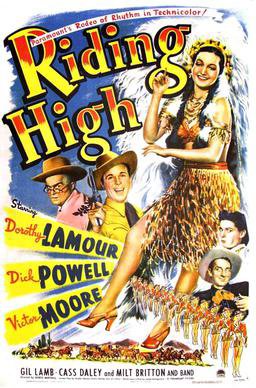 Paramount's Rodeo of Rhythm in Technicolor!
Riding
High
Starring
Dorothy
LAMOUR
Dick
POWELL
Victor
MOORE
GIL LAMB · CASS DALEY and MILT BRITTON AND BAND